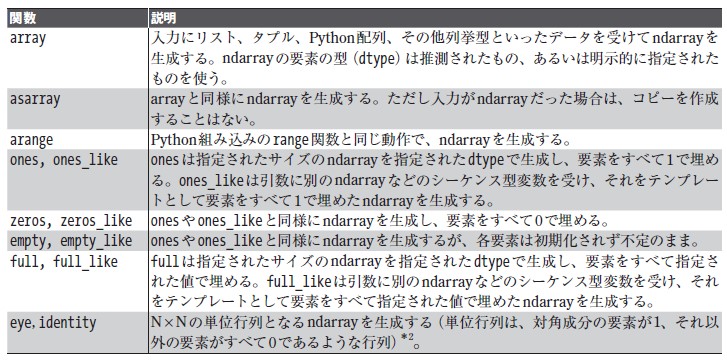 関数 説明
array 入力にリスト、タプル、Python配列、その他列挙型といったデータを受けてndarrayを
生成する。ndarrayの要素の型（dtype）は推測されたもの、あるいは明示的に指定された
ものを使う。
asarray arrayと同様にndarrayを生成する。ただし入力がndarrayだった場合は、コピーを作成
することはない。
arange Python組み込みのrange関数と同じ動作で、ndarrayを生成する。
ones, ones_like onesは指定されたサイズのndarrayを指定されたdtypeで生成し、要素をすべて1で埋め
る。ones_likeは引数に別のndarrayなどのシーケンス型変数を受け、それをテンプレー
トとして要素をすべて1で埋めたndarrayを生成する。
zeros, zeros_like onesやones_likeと同様にndarrayを生成し、要素をすべて0で埋める。
empty, empty_like onesやones_likeと同様にndarrayを生成するが、各要素は初期化されず不定のまま。
full, full_like fullは指定されたサイズのndarrayを指定されたdtypeで生成し、要素をすべて指定さ
れた値で埋める。full_likeは引数に別のndarrayなどのシーケンス型変数を受け、それ
をテンプレートとして要素をすべて指定された値で埋めたndarrayを生成する。
eye.identity N×Nの単位行列となるndarrayを生成する（単位行列は、対角成分の要素が1、それ以
外の要素がすべて0であるような行列）*2。